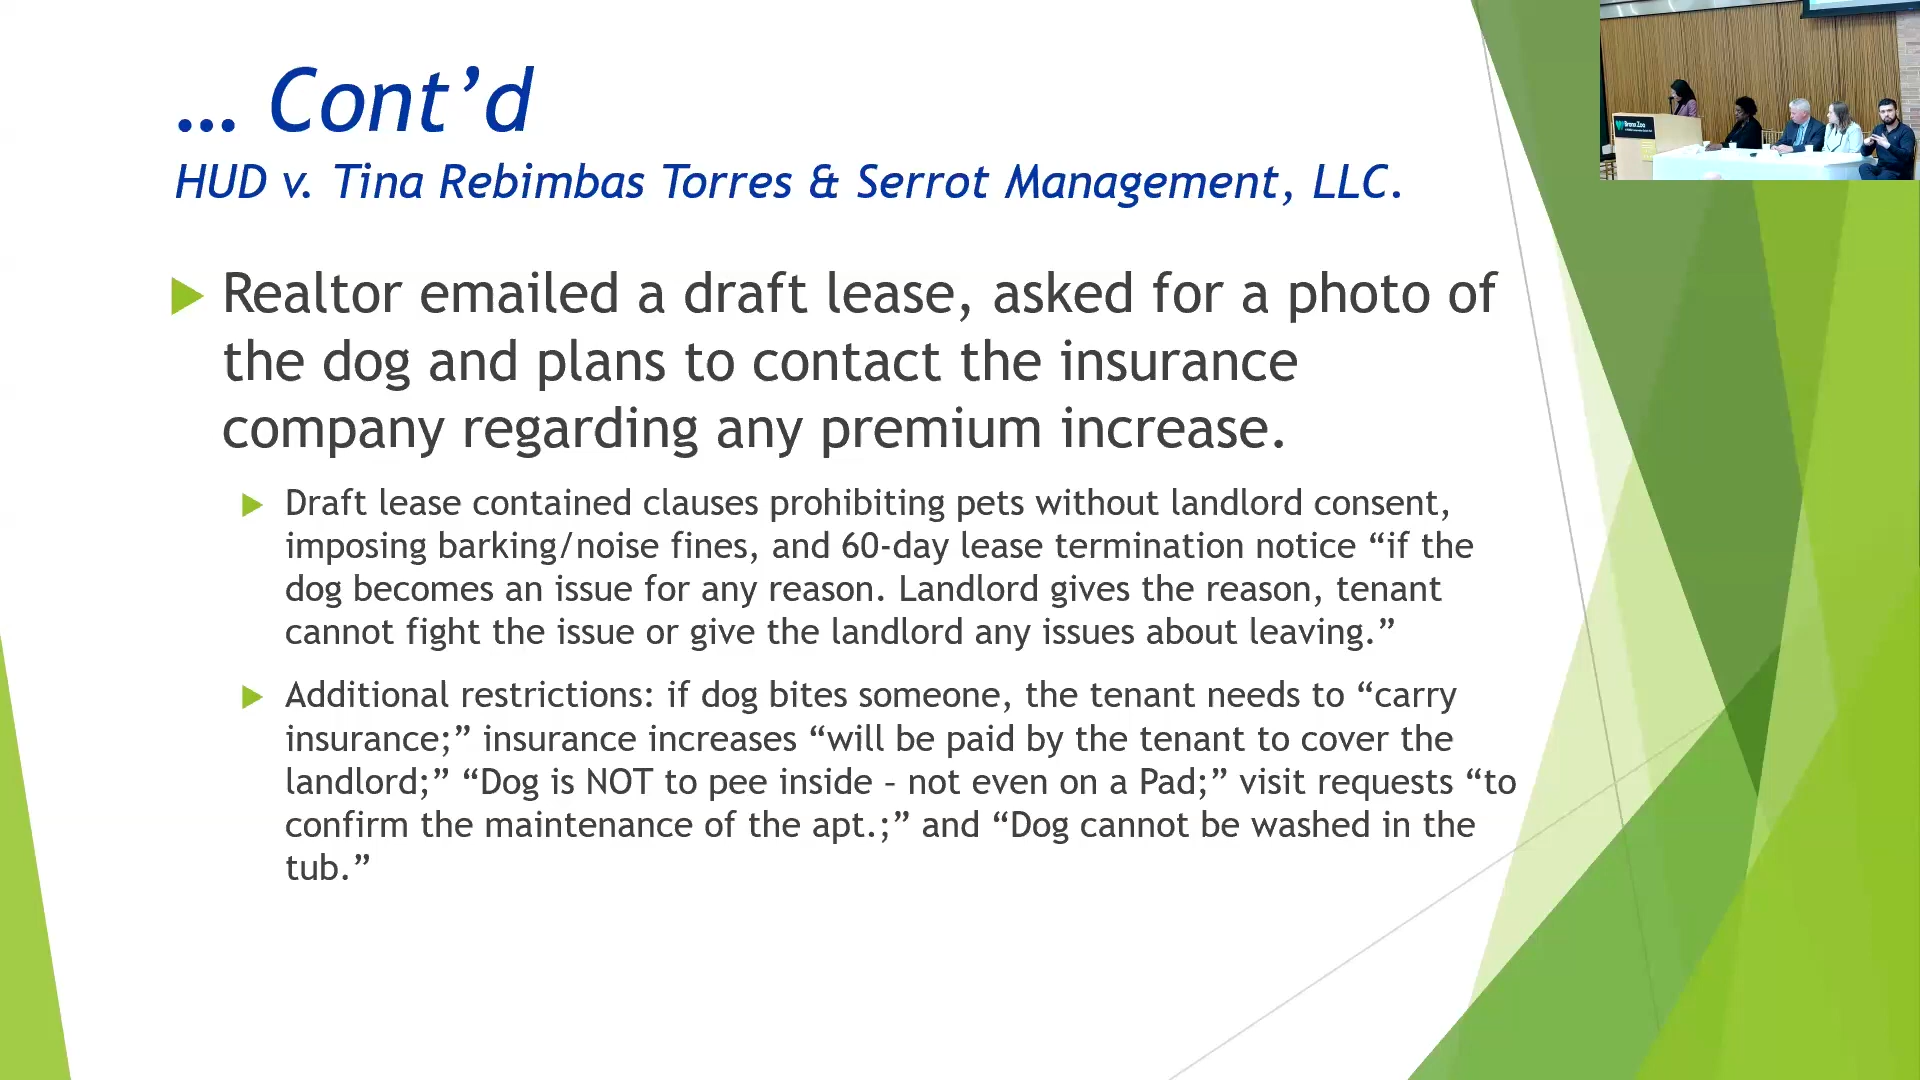 … Cont’d
HUD v. Tina Rebimbas Torres & Serrot Management, LLC.
Realtor emailed a draft lease, asked for a photo of
the dog and plans to contact the insurance
company regarding any premium increase.
Draft lease contained clauses prohibiting pets without landlord consent,
imposing barking/noise fines, and 60-day lease termination notice “if the
dog becomes an issue for any reason. Landlord gives the reason, tenant
cannot fight the issue or give the landlord any issues about leaving.”
Additional restrictions: if dog bites someone, the tenant needs to “carry
insurance;” insurance increases “will be paid by the tenant to cover the
landlord;” “Dog is NOT to pee inside – not even on a Pad;” visit requests “to
confirm the maintenance of the apt.;” and “Dog cannot be washed in the
tub.”
Bronx Zoo